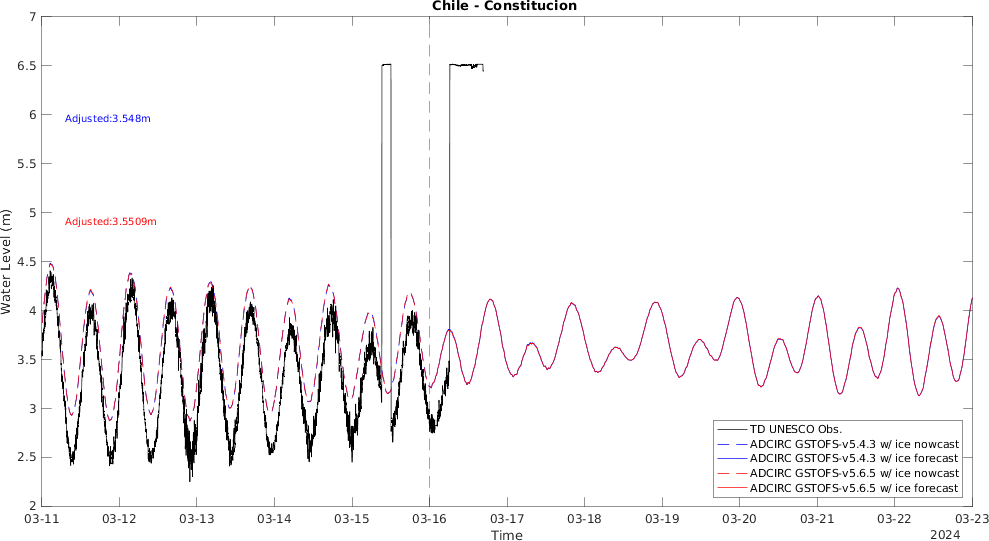 Chile - Constitucion
7
6.5
6
5.5
5
4.5
4
3.5
3
2.5
2
Water Level (m)
Adjusted:3.548m
Adjusted:3.5509m
TD UNESCO Obs.
ADCIRC GSTOFS-v5.4.3 w/ ice nowcast
ADCIRC GSTOFS-v5.4.3 w/ ice forecast
ADCIRC GSTOFS-v5.6.5 w/ ice nowcast
ADCIRC GSTOFS-v5.6.5 w/ ice forecast
03-11 03-12 03-13 03-14 03-15 03-16 03-17 03-18 03-19 03-20 03-21 03-22 03-23
Time
2024